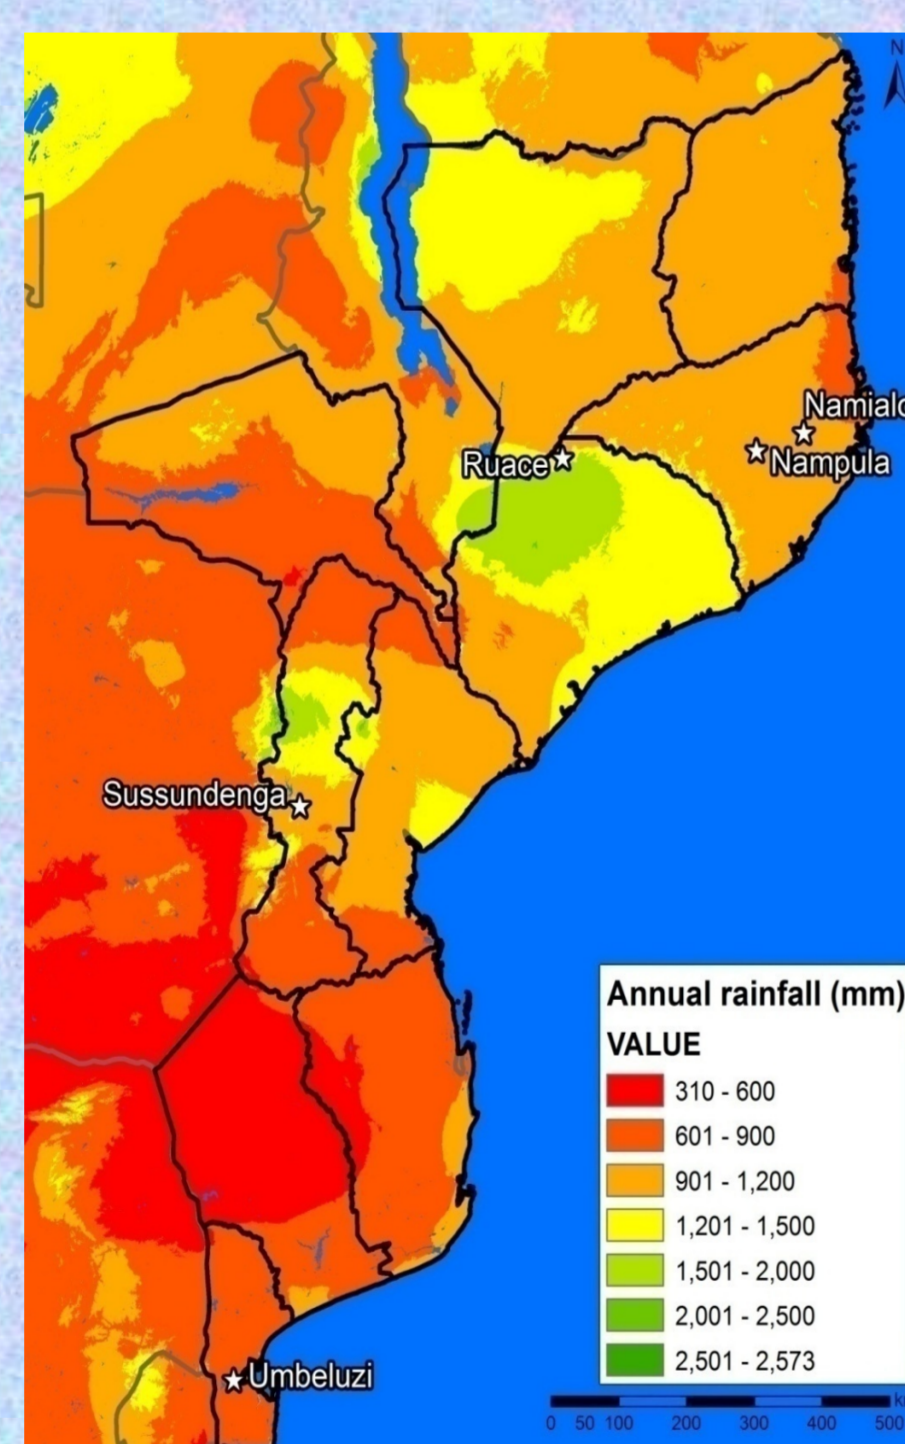 N
Namialo
Ruace
Nampula
Sussundenga
Annual rainfall (mm)
VALUE
310 - 600
601 - 900
901 - 1,200
1,201 - 1,500
1,501 - 2,000
2,001 - 2,500
2,501 - 2,573
Umbeluzi
0 50 100 200 300 400 500